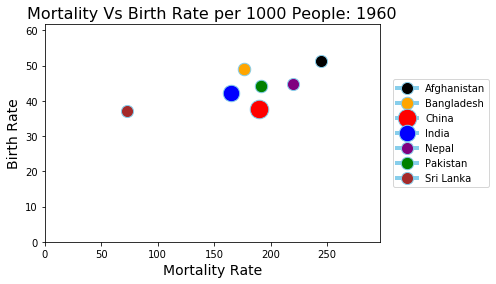 Mortality Vs Birth Rate per 1000 People: 1960
Birth Rate
60
50
40
30
20
10
0
0 50 100 150 200 250
Mortality Rate
Afghanistan
Bangladesh
China
India
Nepal
Pakistan
Sri Lanka